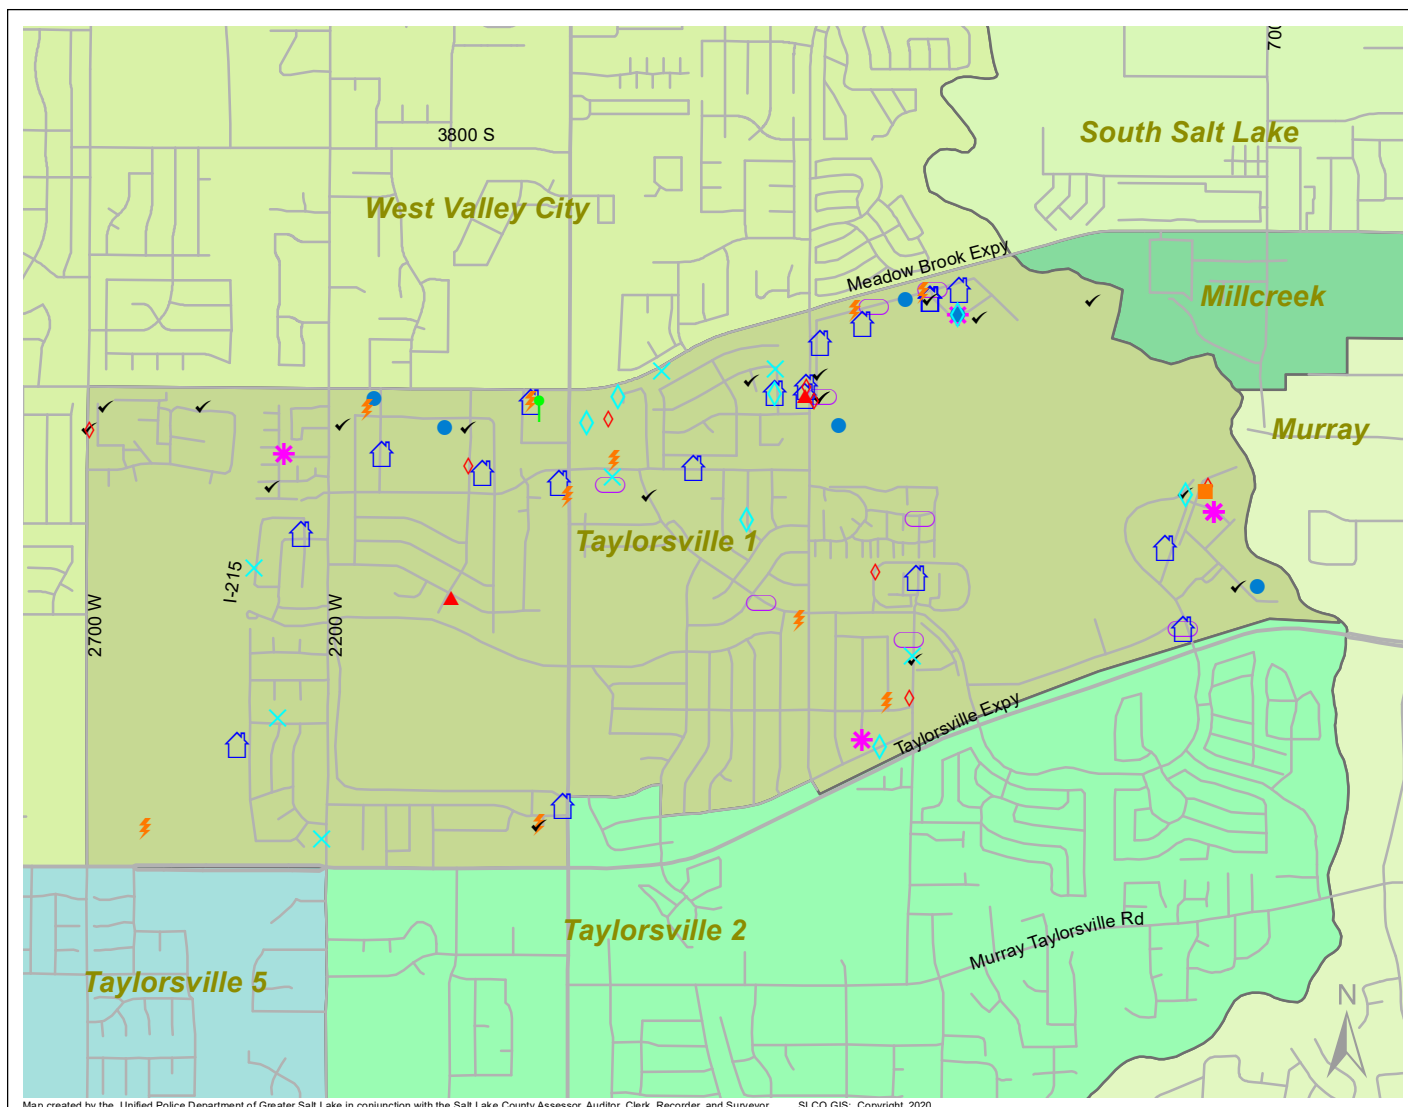 700
3800 S
South Salt Lake
West Valley City
Meadow Brook Expy
Millcreek
Murray
Taylorsville 1
I-215
2700 W
2200 W
Taylorsville Expy
Taylorsville 2
Murray Taylorsville Rd
Taylorsville 5
N
Map created by the Unified Police Department of Greater Salt Lake in conjunction with the Salt Lake County Assessor, Auditor, Clerk, Recorder, and Surveyor. SLCO GIS: Copyright, 2020